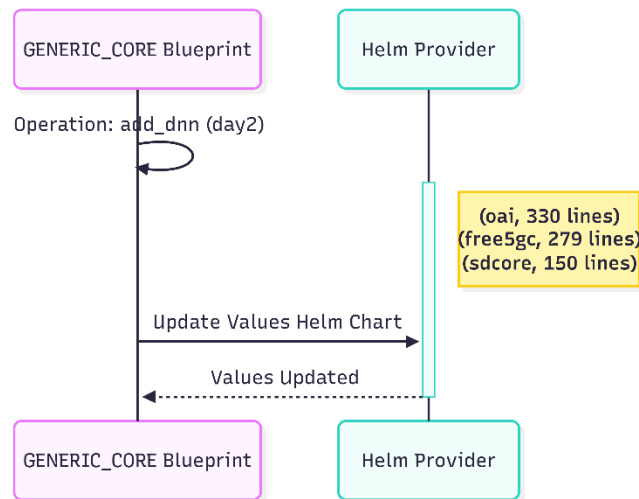 GENERIC_CORE Blueprint
Helm Provider
Operation: add_dnn (day2)
(oai, 330 lines)
(free5gc, 279 lines)
(sdcore, 150 lines)
Update Values Helm Chart
Values Updated
GENERIC_CORE Blueprint
Helm Provider